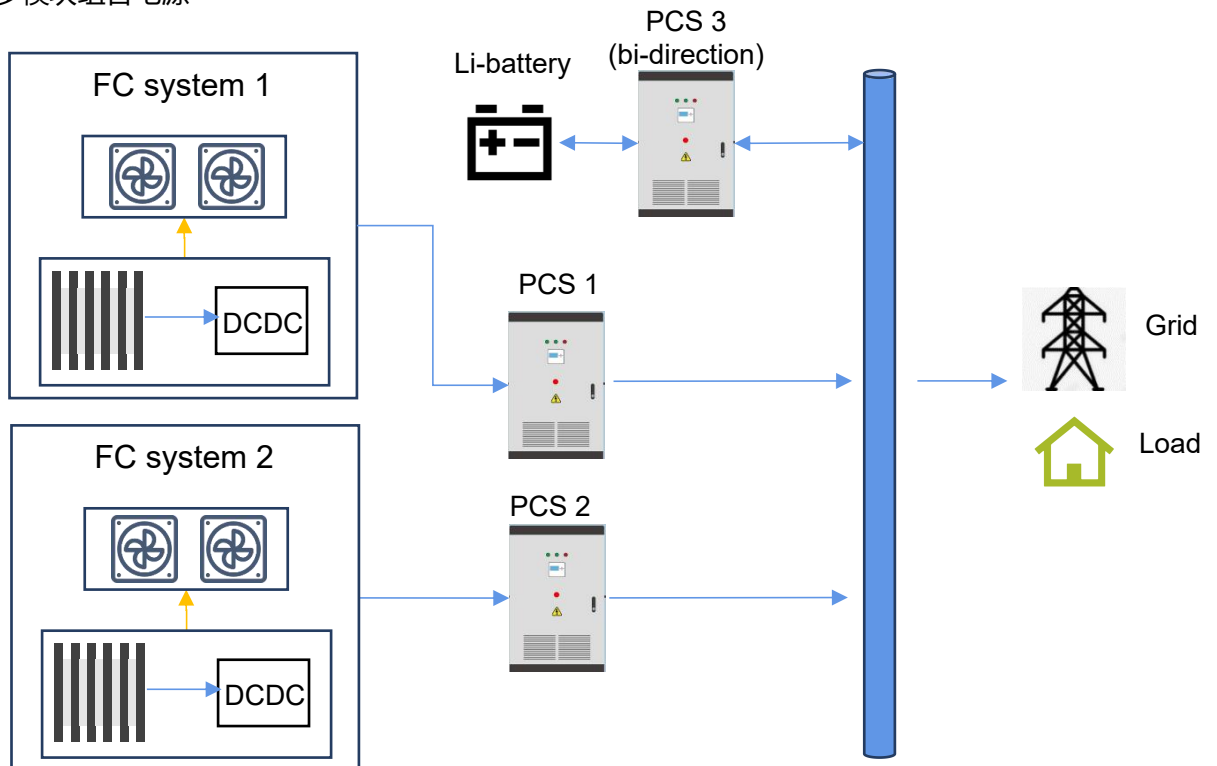 PCS 3
(bi-direction)
Li-battery
FC system 1
DCDC
PCS 1
Grid
Load
FC system 2
PCS 2
DCDC